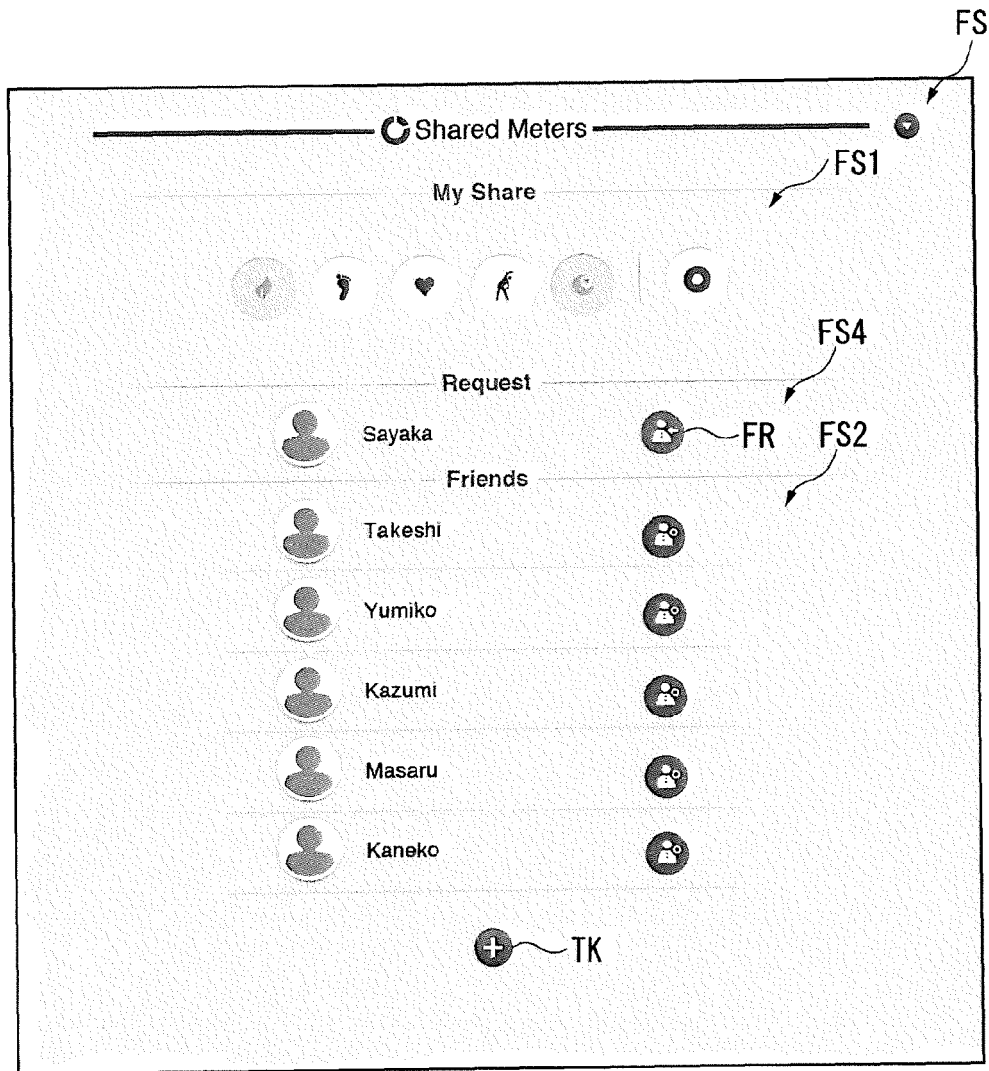 FS
Shared Meters
FS1
My Share
FS4
Request
Sayaka
FR
FS2
Friends
Takeshi
Yumiko
Kazumi
Masaru
Kaneko
TK